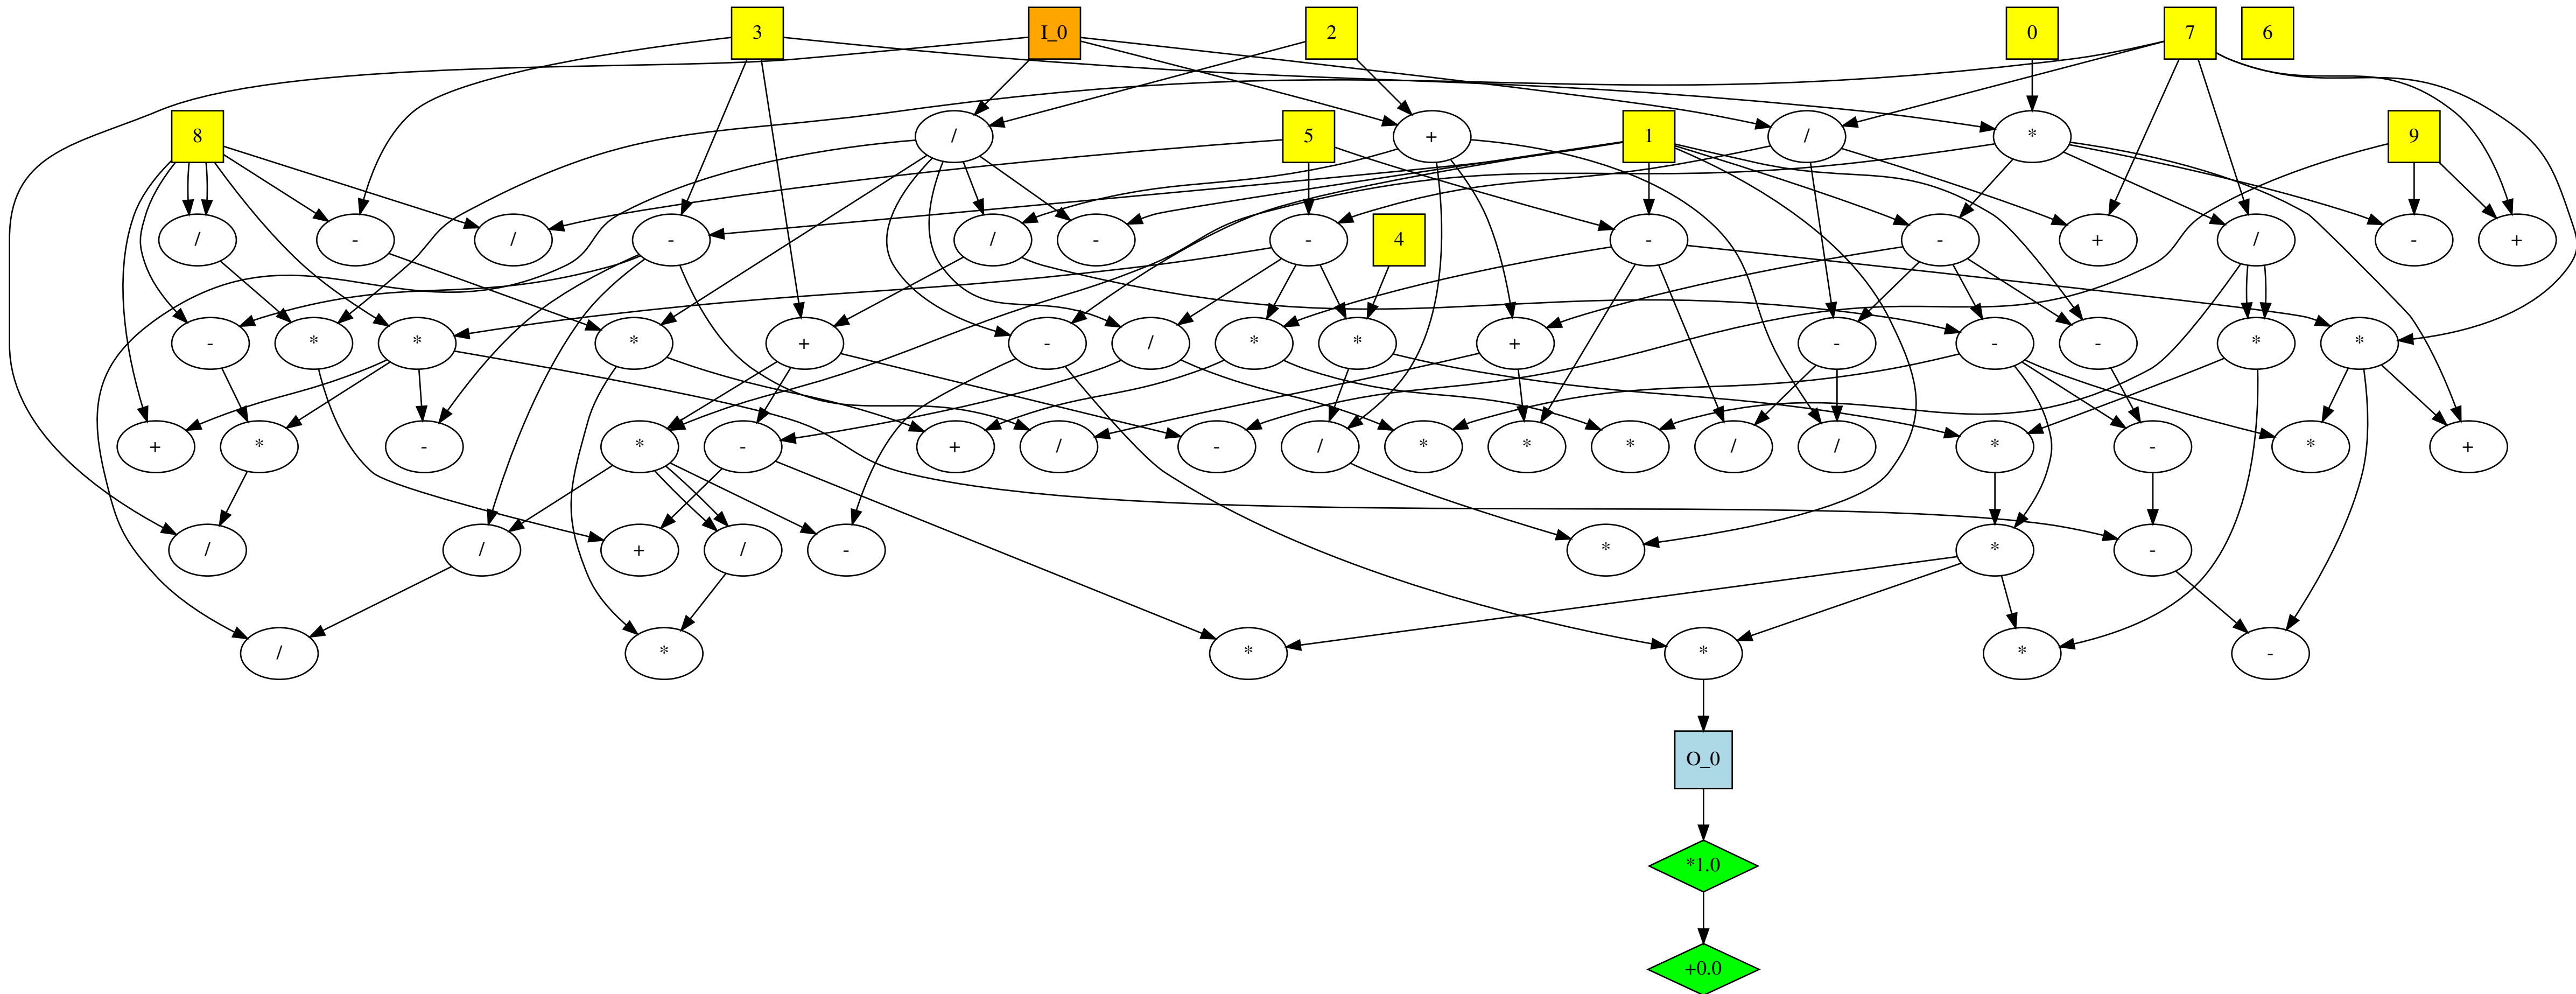 3 I_0 2 0 7 6
8 / 5 + 1 / * 9
/ - / - / - - 4 - - + / - +
- * * * + - / * * + - - - * *
+ * - * - + / - / * * * / / * - * +
/ / + / - * * -
/ * * * * -
O_0
*1.0
+0.0